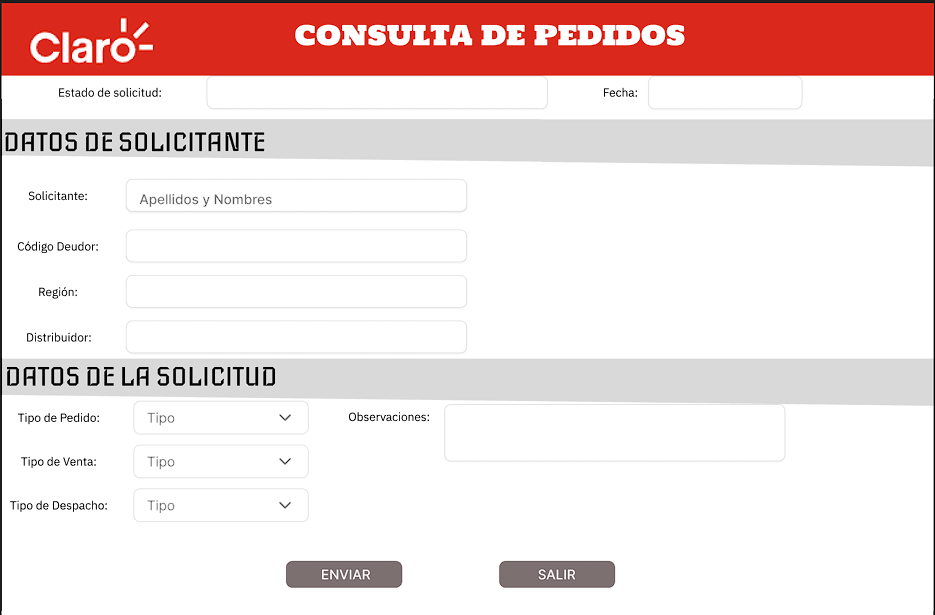 Claro
CONSULTA DE PEDIDOS
Estado de solicitud:
Fecha:
DATOS DE SOLICITANTE
Solicitante:
Apellidos y Nombres
Código Deudor:
Región:
Distribuidor:
DATOS DE LA SOLICITUD
Tipo de Pedido:
Tipo
Observaciones:
Tipo de Venta:
Tipo
Tipo de Despacho:
Tipo
ENVIAR
SALIR